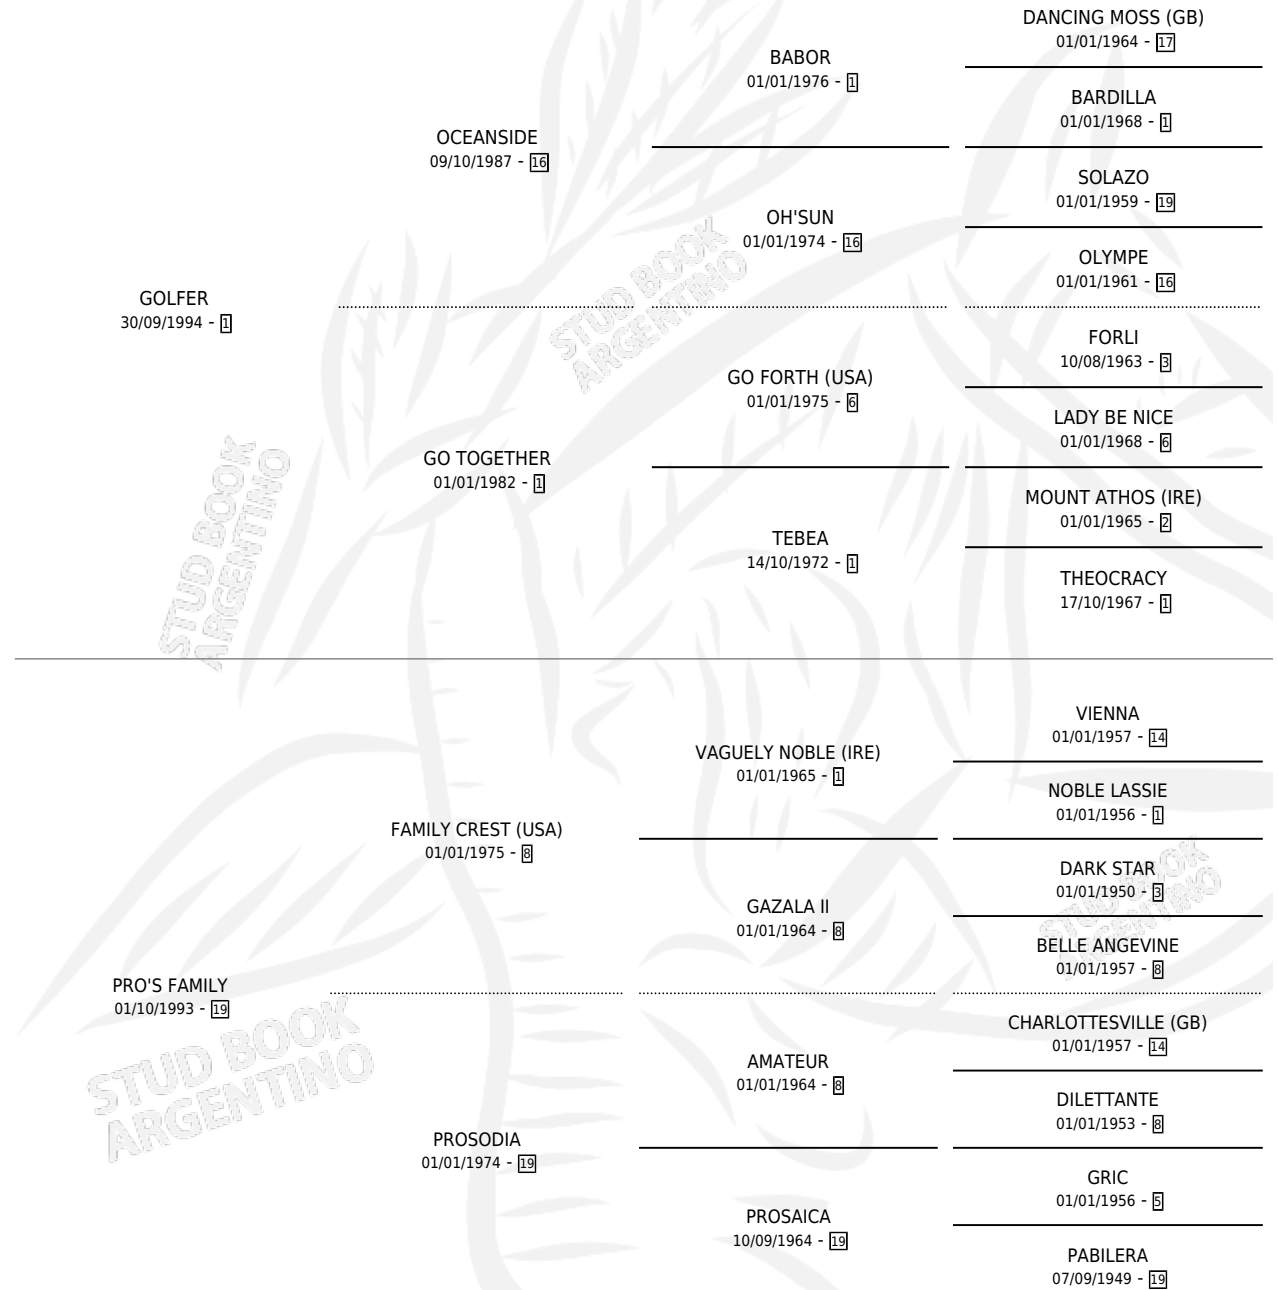 DANCING MOSS (GB)
01/01/1964 - 17
BABOR
01/01/1976 - 1
BARDILLA
01/01/1968 - 1
OCEANSIDE
09/10/1987 - 16
SOLAZO
01/01/1959 - 19
OH'SUN
01/01/1974 - 16
OLYMPE
01/01/1961 - 16
GOLFER
30/09/1994 - 1
FORLI
10/08/1963 - 3
GO FORTH (USA)
01/01/1975 - 6
LADY BE NICE
01/01/1968 - 6
GO TOGETHER
01/01/1982 - 1
MOUNT ATHOS (IRE)
01/01/1965 - 2
TEBEA
14/10/1972 - 1
THEOCRACY
17/10/1967 - 1
VIENNA
01/01/1957 - 14
VAGUELY NOBLE (IRE)
01/01/1965 - 1
NOBLE LASSIE
01/01/1956 - 1
FAMILY CREST (USA)
01/01/1975 - 8
DARK STAR
01/01/1950 - 3
GAZALA II
01/01/1964 - 8
BELLE ANGEVINE
01/01/1957 - 8
PRO'S FAMILY
01/10/1993 - 19
CHARLOTTESVILLE (GB)
01/01/1957 - 14
AMATEUR
01/01/1964 - 8
DILETTANTE
01/01/1953 - 8
PROSODIA
01/01/1974 - 19
GRIC
01/01/1956 - 5
PROSAICA
10/09/1964 - 19
PABILERA
07/09/1949 - 19
STUD BOOK
ARGENTINO
STUD BOOK
ARGENTINO
STUD BOOK
ARGENTINO
STUD BOOK
ARGENTINO